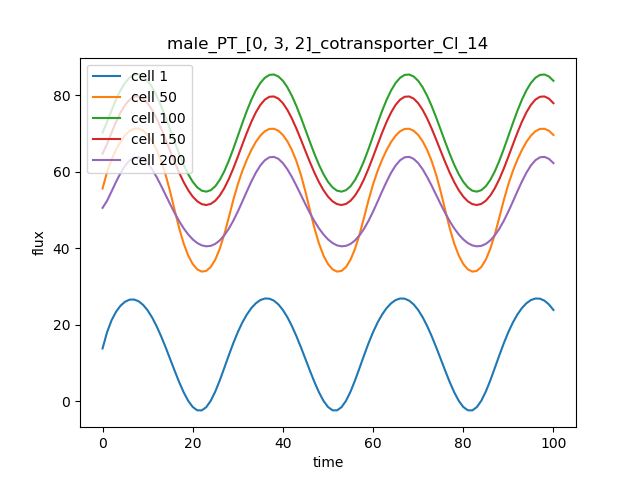 male_PT_[0, 3, 2]_cotransporter_Cl_14
cell 1
cell 50
cell 100
cell 150
cell 200
flux
80
60
40
20
0
0 20 40 60 80 100
time